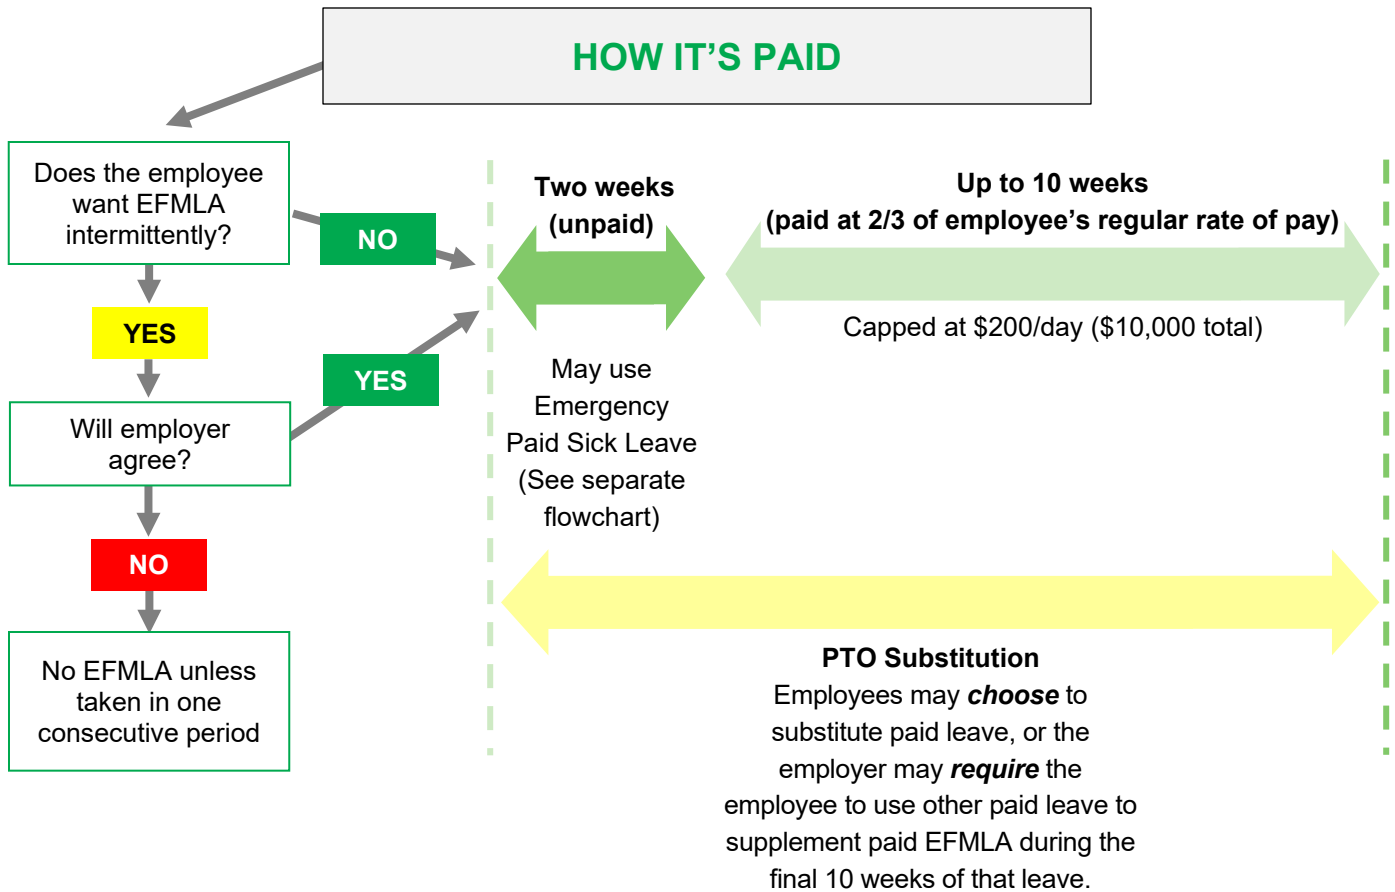 HOW IT’S PAID
Does the employee
want EFMLA
intermittently?
NO
YES
Will employer
agree?
YES
NO
No EFMLA unless
taken in one
consecutive period
Two weeks
(unpaid)
May use
Emergency
Paid Sick Leave
(See separate
flowchart)
Up to 10 weeks
(paid at 2/3 of employee’s regular rate of pay)
Capped at $200/day ($10,000 total)
PTO Substitution
Employees may choose to
substitute paid leave, or the
employer may require the
employee to use other paid leave to
supplement paid EFMLA during the
final 10 weeks of that leave.